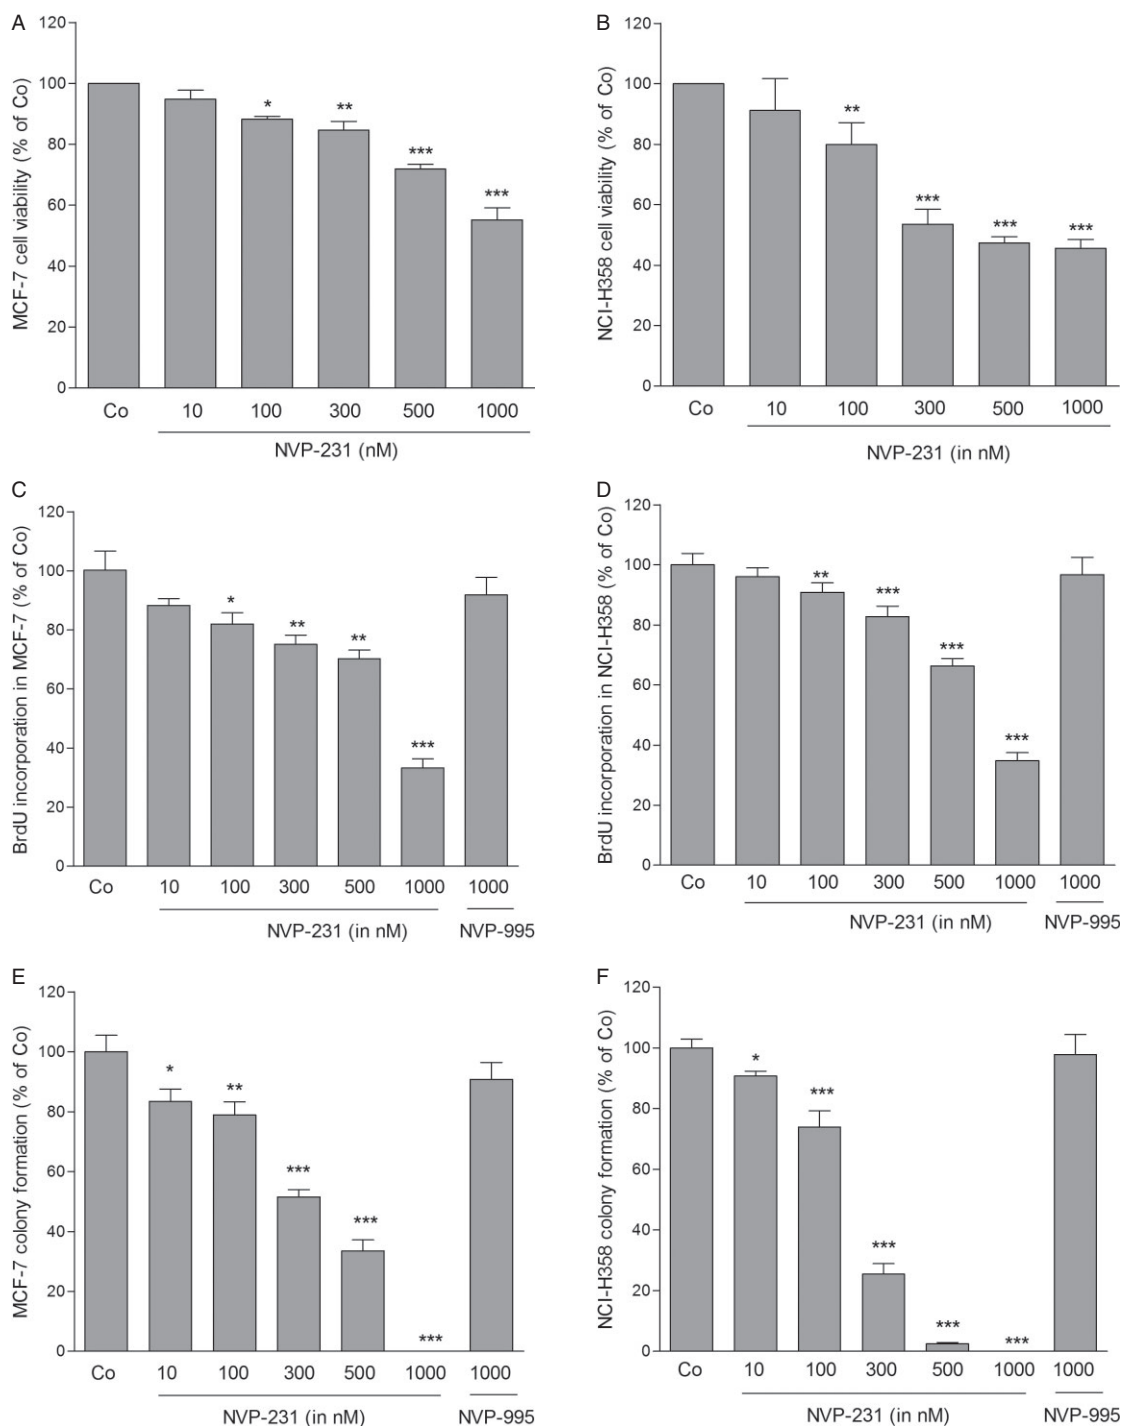 A
MCF-7 cell viability (% of Co)
120
100
80
60
40
20
0
*
**
***
***
Co 10 100 300 500 1000
NVP-231 (nM)
B
NCI-H358 cell viability (% of Co)
120
100
80
60
40
20
0
**
***
***
***
Co 10 100 300 500 1000
NVP-231 (in nM)
C
BrdU incorporation in MCF-7 (% of Co)
120
100
80
60
40
20
0
*
**
**
***
Co 10 100 300 500 1000 1000
NVP-231 (in nM) NVP-995
D
BrdU incorporation in NCI-H358 (% of Co)
120
100
80
60
40
20
0
**
***
***
***
Co 10 100 300 500 1000 1000
NVP-231 (in nM) NVP-995
E
MCF-7 colony formation (% of Co)
120
100
80
60
40
20
0
*
**
***
***
***
Co 10 100 300 500 1000 1000
NVP-231 (in nM) NVP-995
F
NCI-H358 colony formation (% of Co)
120
100
80
60
40
20
0
*
***
***
***
***
Co 10 100 300 500 1000 1000
NVP-231 (in nM) NVP-995